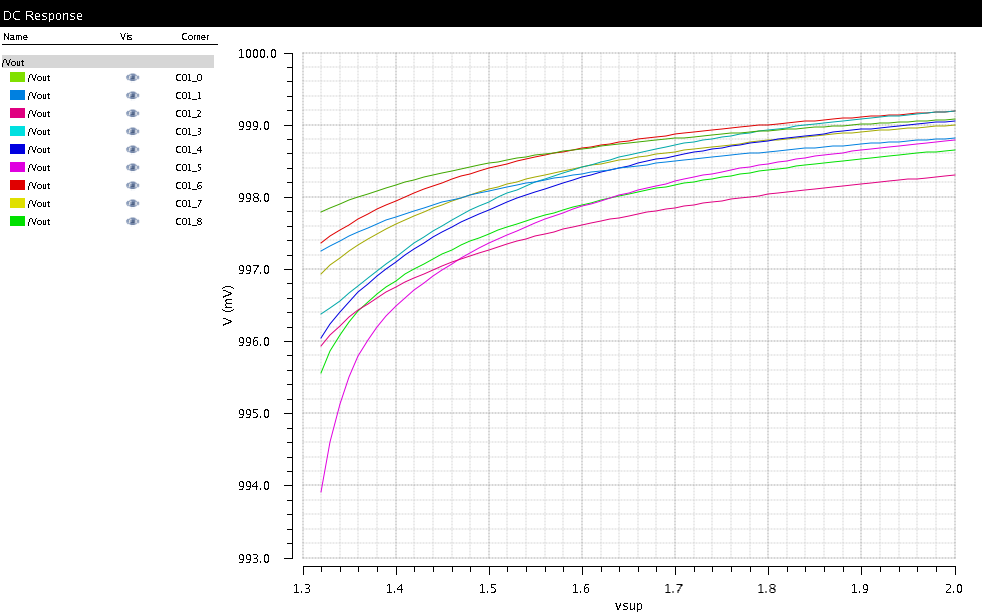 DC Response
Name Vis Corner
/Vout
/Vout C01_0
/Vout C01_1
/Vout C01_2
/Vout C01_3
/Vout C01_4
/Vout C01_5
/Vout C01_6
/Vout C01_7
/Vout C01_8
1000.0
999.0
998.0
997.0
996.0
995.0
994.0
993.0
V (mV)
1.3 1.4 1.5 1.6 1.7 1.8 1.9 2.0
vsup